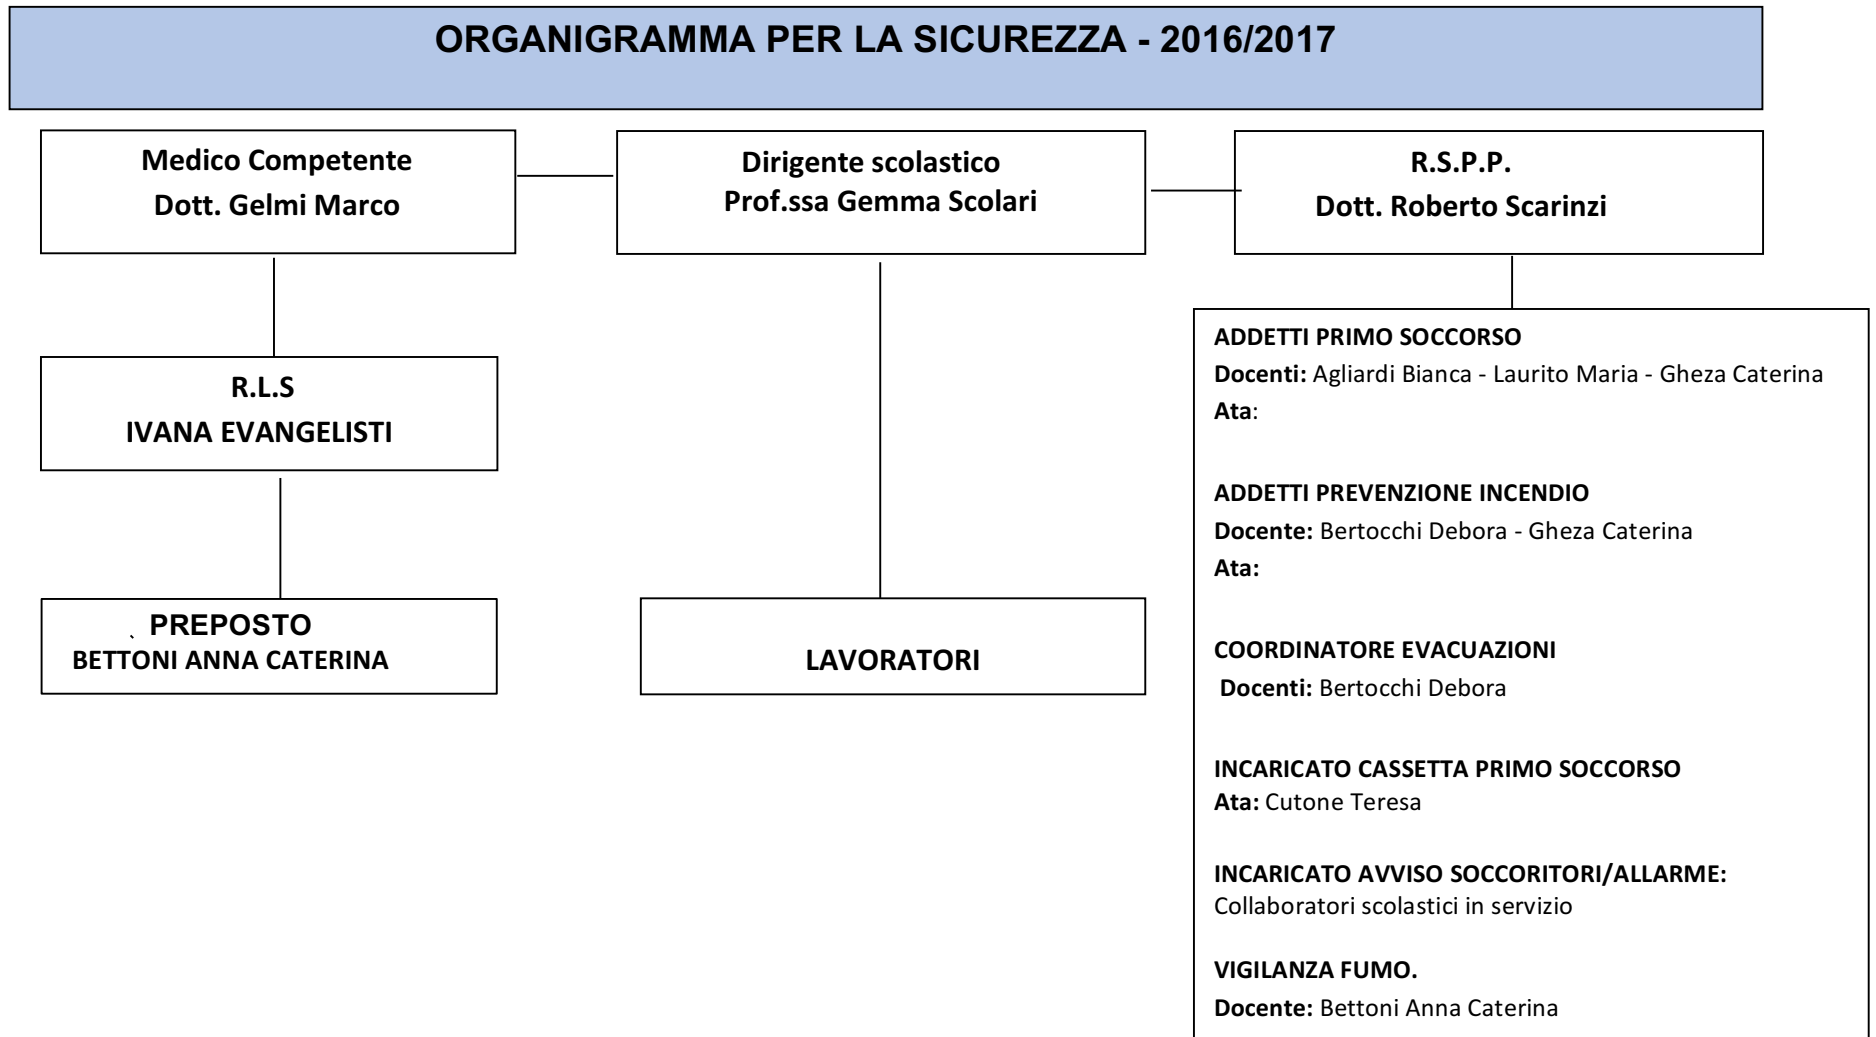 ORGANIGRAMMA PER LA SICUREZZA - 2016/2017
Medico Competente
Dott. Gelmi Marco
Dirigente scolastico
Prof.ssa Gemma Scolari
R.S.P.P.
Dott. Roberto Scarinzi
R.L.S
IVANA EVANGELISTI
PREPOSTO
BETTONI ANNA CATERINA
LAVORATORI
ADDETTI PRIMO SOCCORSO
Docenti: Agliardi Bianca - Laurito Maria - Gheza Caterina
Ata:
ADDETTI PREVENZIONE INCENDIO
Docente: Bertocchi Debora - Gheza Caterina
Ata:
COORDINATORE EVACUAZIONI
Docenti: Bertocchi Debora
INCARICATO CASSETTA PRIMO SOCCORSO
Ata: Cutone Teresa
INCARICATO AVVISO SOCCORITORI/ALLARME:
Collaboratori scolastici in servizio
VIGILANZA FUMO.
Docente: Bettoni Anna Caterina